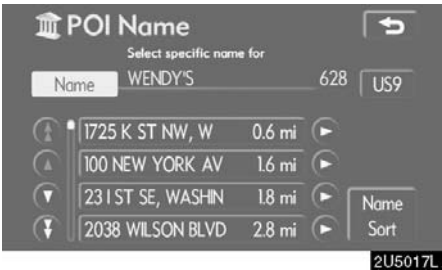 POI Name
Select specific name for
Name WENDY'S 628 US9
1725 K ST NW, W 0.6 mi
100 NEW YORK AV 1.6 mi
23 I ST SE, WASHIN 1.8 mi
2038 WILSON BLVD 2.8 mi
Name
Sort
2U5017L